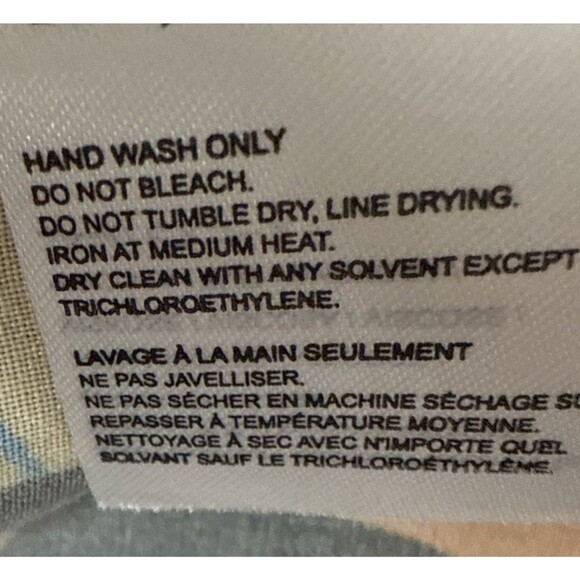 HAND WASH ONLY
DO NOT BLEACH.
DO NOT TUMBLE DRY, LINE DRYING.
IRON AT MEDIUM HEAT.
DRY CLEAN WITH ANY SOLVENT EXCEPT
TRICHLOROETHYLENE.
LAVAGE À LA MAIN SEULEMENT
NE PAS JAVELLISER.
NE PAS SÉCHER EN MACHINE SÉCHAGE
REPASSER À TEMPÉRATURE MOYENNE.
NETTOYAGE À SEC AVEC N'IMPORTE QUEL
SOLVANT SAUF LE TRICHLOROÉTHYLÈNE.